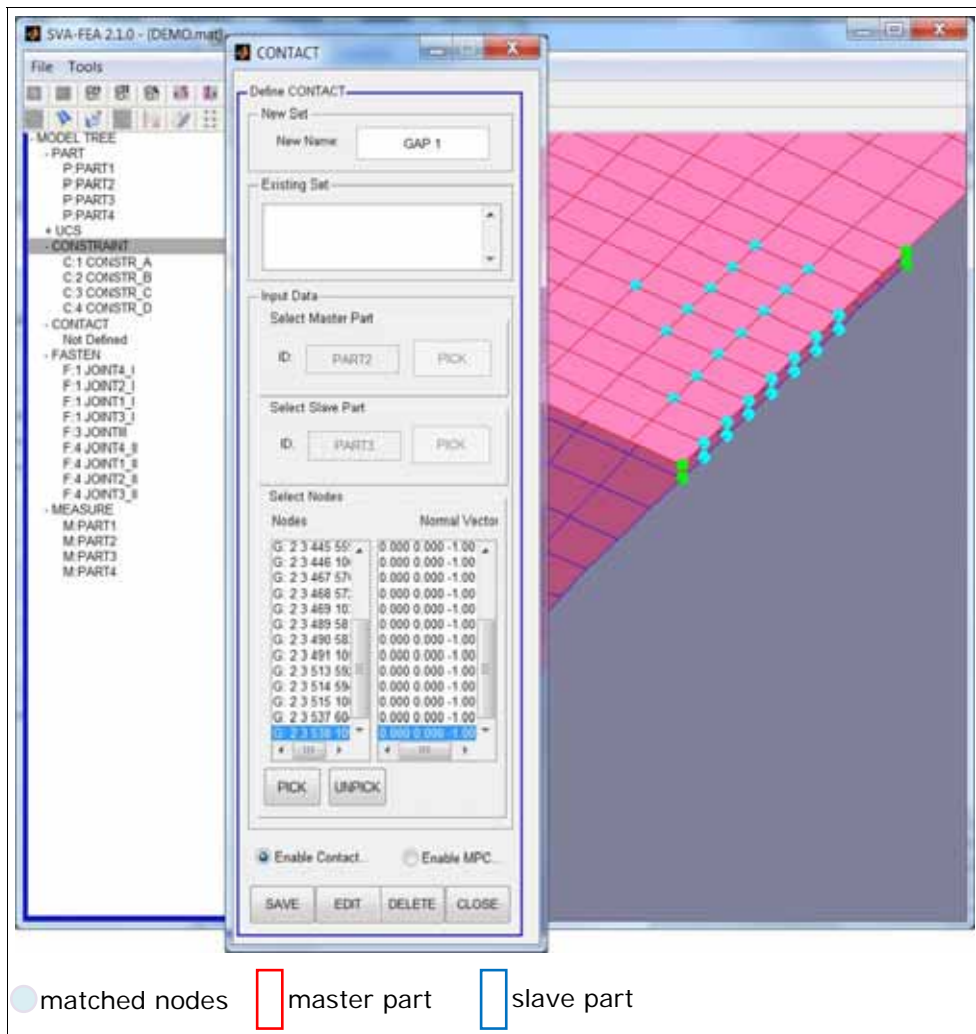 SVA-FEA 2.1.0 - (DEMO.mat)
File Tools
- MODEL TREE
- PART
P:PART1
P:PART2
P:PART3
P:PART4
+ UCS
- CONSTRAINT
C:1 CONSTR_A
C:2 CONSTR_B
C:3 CONSTR_C
C:4 CONSTR_D
- CONTACT
Not Defined
- FASTEN
F:1 JOINT4_I
F:1 JOINT2_I
F:1 JOINT1_I
F:1 JOINT3_I
F:3 JOINTIII
F:4 JOINT4_II
F:4 JOINT1_II
F:4 JOINT2_II
F:4 JOINT3_II
- MEASURE
M:PART1
M:PART2
M:PART3
M:PART4
CONTACT
Define CONTACT
New Set
New Name: GAP 1
Existing Set
Input Data
Select Master Part
ID: PART2 PICK
Select Slave Part
ID: PART3 PICK
Select Nodes
Nodes Normal Vector
G: 2 3 445 0.000 0.000 -1.00
G: 2 3 446 0.000 0.000 -1.00
G: 2 3 467 0.000 0.000 -1.00
G: 2 3 468 0.000 0.000 -1.00
G: 2 3 469 0.000 0.000 -1.00
G: 2 3 489 0.000 0.000 -1.00
G: 2 3 490 0.000 0.000 -1.00
G: 2 3 491 0.000 0.000 -1.00
G: 2 3 513 0.000 0.000 -1.00
G: 2 3 514 0.000 0.000 -1.00
G: 2 3 515 0.000 0.000 -1.00
G: 2 3 537 0.000 0.000 -1.00
G: 2 3 538 0.000 0.000 -1.00
PICK UNPICK
Enable Contact... Enable MPC...
SAVE EDIT DELETE CLOSE
matched nodes master part slave part